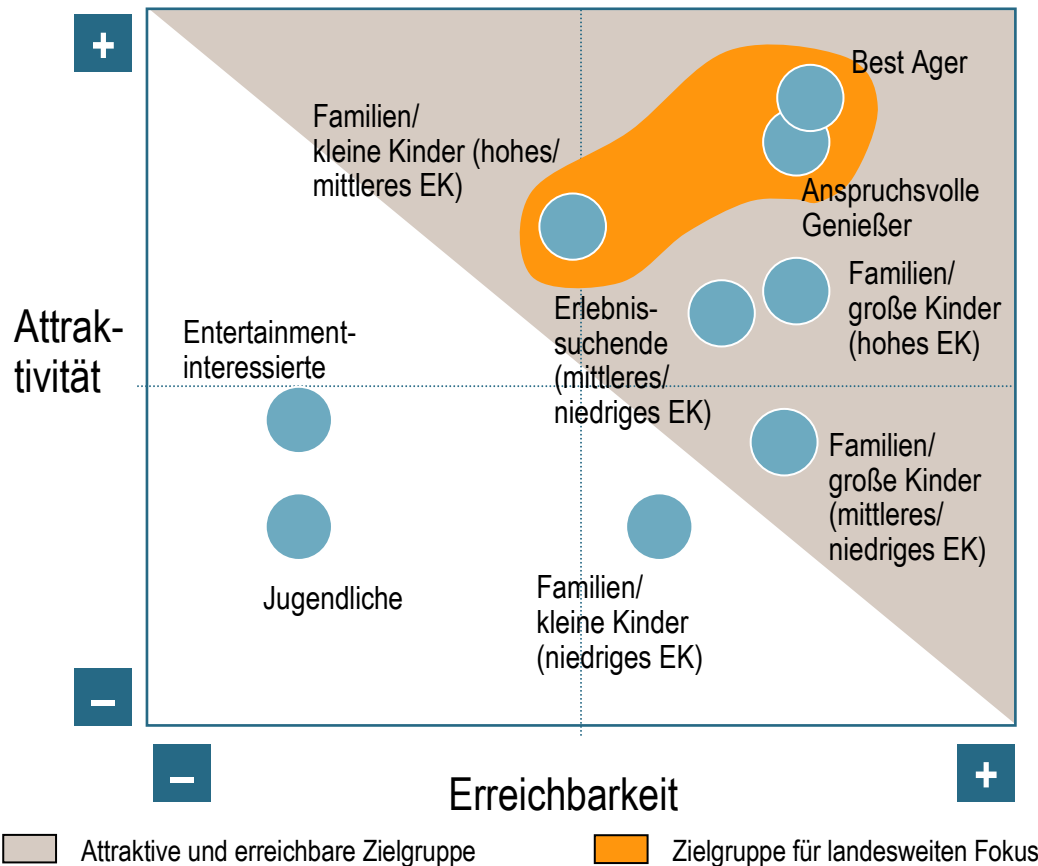 +
Best Ager
Familien/
kleine Kinder (hohes/
mittleres EK)
Anspruchsvolle
Genießer
Familien/
große Kinder
(hohes EK)
Erlebnis-
suchende
(mittleres/
niedriges EK)
Attrak-
tivität
Entertainment-
interessierte
Familien/
große Kinder
(mittleres/
niedriges EK)
Jugendliche
Familien/
kleine Kinder
(niedriges EK)
–
–
+
Erreichbarkeit
Attraktive und erreichbare Zielgruppe
Zielgruppe für landesweiten Fokus